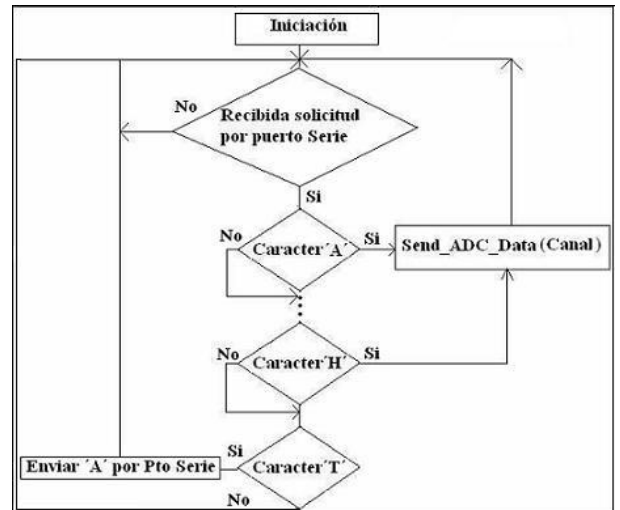 Iniciación
No
Recibida solicitud
por puerto Serie
Si
No
Caracter´A´
Si
Send_ADC_Data (Canal)
No
Caracter´H´
Si
Enviar ´A´ por Pto Serie
Si
Caracter´T´
No